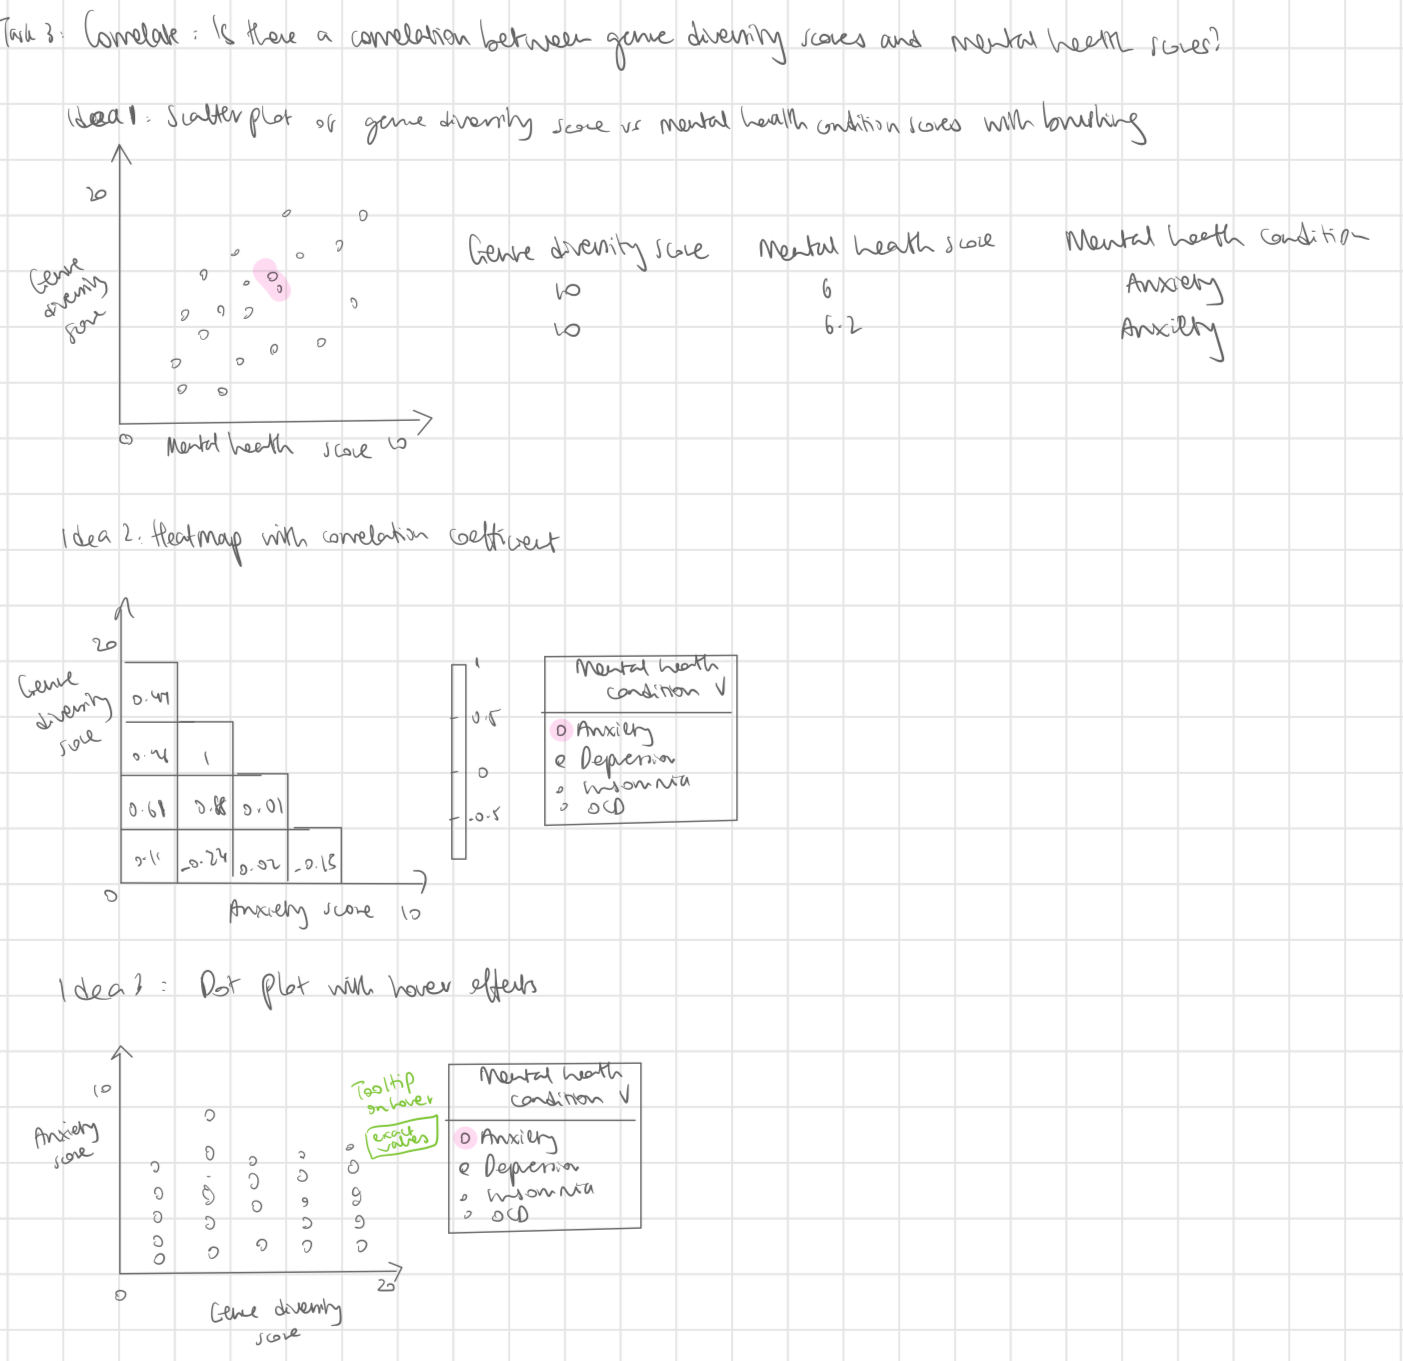 Task 3: Correlate: Is there a correlation between genre diversity scores and mental health scores?
Idea 1: Scatter plot of genre diversity score vs mental health condition scores with brushing
20
Genre
diversity
score
0 Mental health score 10
Genre diversity score Mental health score Mental health condition
10 6 Anxiety
10 6.2 Anxiety
Idea 2: Heatmap with correlation coefficient
20
Genre
diversity
score
0.47
1
0.61 0.01
-0.24 0.02 -0.15
0
Anxiety score 10
1
0.5
0
-0.5
Mental health
condition V
Anxiety
Depression
Insomnia
OCD
Idea 3: Dot plot with hover effects
10
Anxiety
score
Tooltip
on hover
exact
values
0
20
Genre diversity
score
Mental health
condition V
Anxiety
Depression
Insomnia
OCD